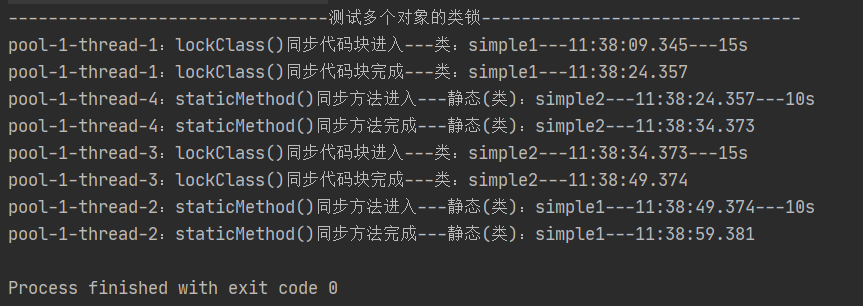 --------------------------------测试多个对象的类锁--------------------------------
pool-1-thread-1：lockClass()同步代码块进入---类：simple1---11:38:09.345---15s
pool-1-thread-1：lockClass()同步代码块完成---类：simple1---11:38:24.357
pool-1-thread-4：staticMethod()同步方法进入---静态(类)：simple2---11:38:24.357---10s
pool-1-thread-4：staticMethod()同步方法完成---静态(类)：simple2---11:38:34.373
pool-1-thread-3：lockClass()同步代码块进入---类：simple2---11:38:34.373---15s
pool-1-thread-3：lockClass()同步代码块完成---类：simple2---11:38:49.374
pool-1-thread-2：staticMethod()同步方法进入---静态(类)：simple1---11:38:49.374---10s
pool-1-thread-2：staticMethod()同步方法完成---静态(类)：simple1---11:38:59.381
Process finished with exit code 0